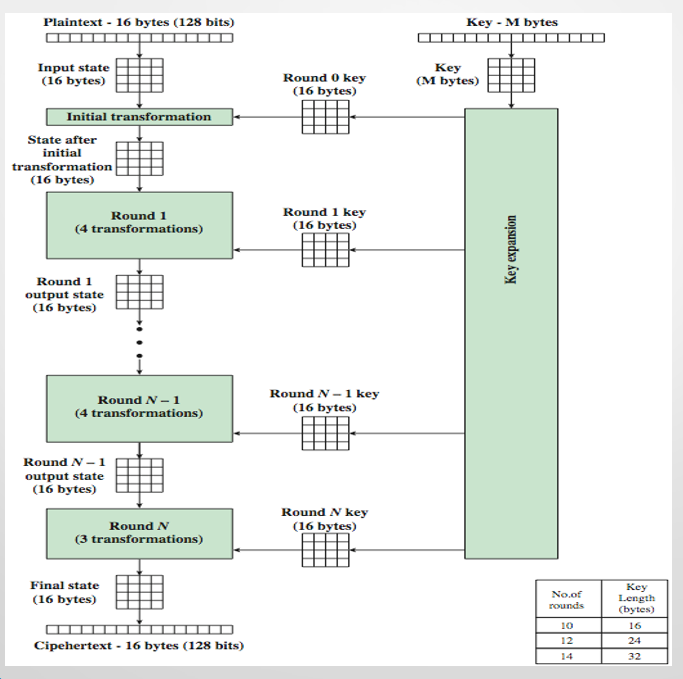 Plaintext - 16 bytes (128 bits)
Key - M bytes
Input state
(16 bytes)
Key
(M bytes)
Round 0 key
(16 bytes)
Initial transformation
State after
initial
transformation
(16 bytes)
Round 1
(4 transformations)
Round 1 key
(16 bytes)
Key expansion
Round 1
output state
(16 bytes)
Round N – 1
(4 transformations)
Round N – 1 key
(16 bytes)
Round N – 1
output state
(16 bytes)
Round N
(3 transformations)
Round N key
(16 bytes)
Final state
(16 bytes)
Cipehertext - 16 bytes (128 bits)
No.of
rounds
Key
Length
(bytes)
10 16
12 24
14 32